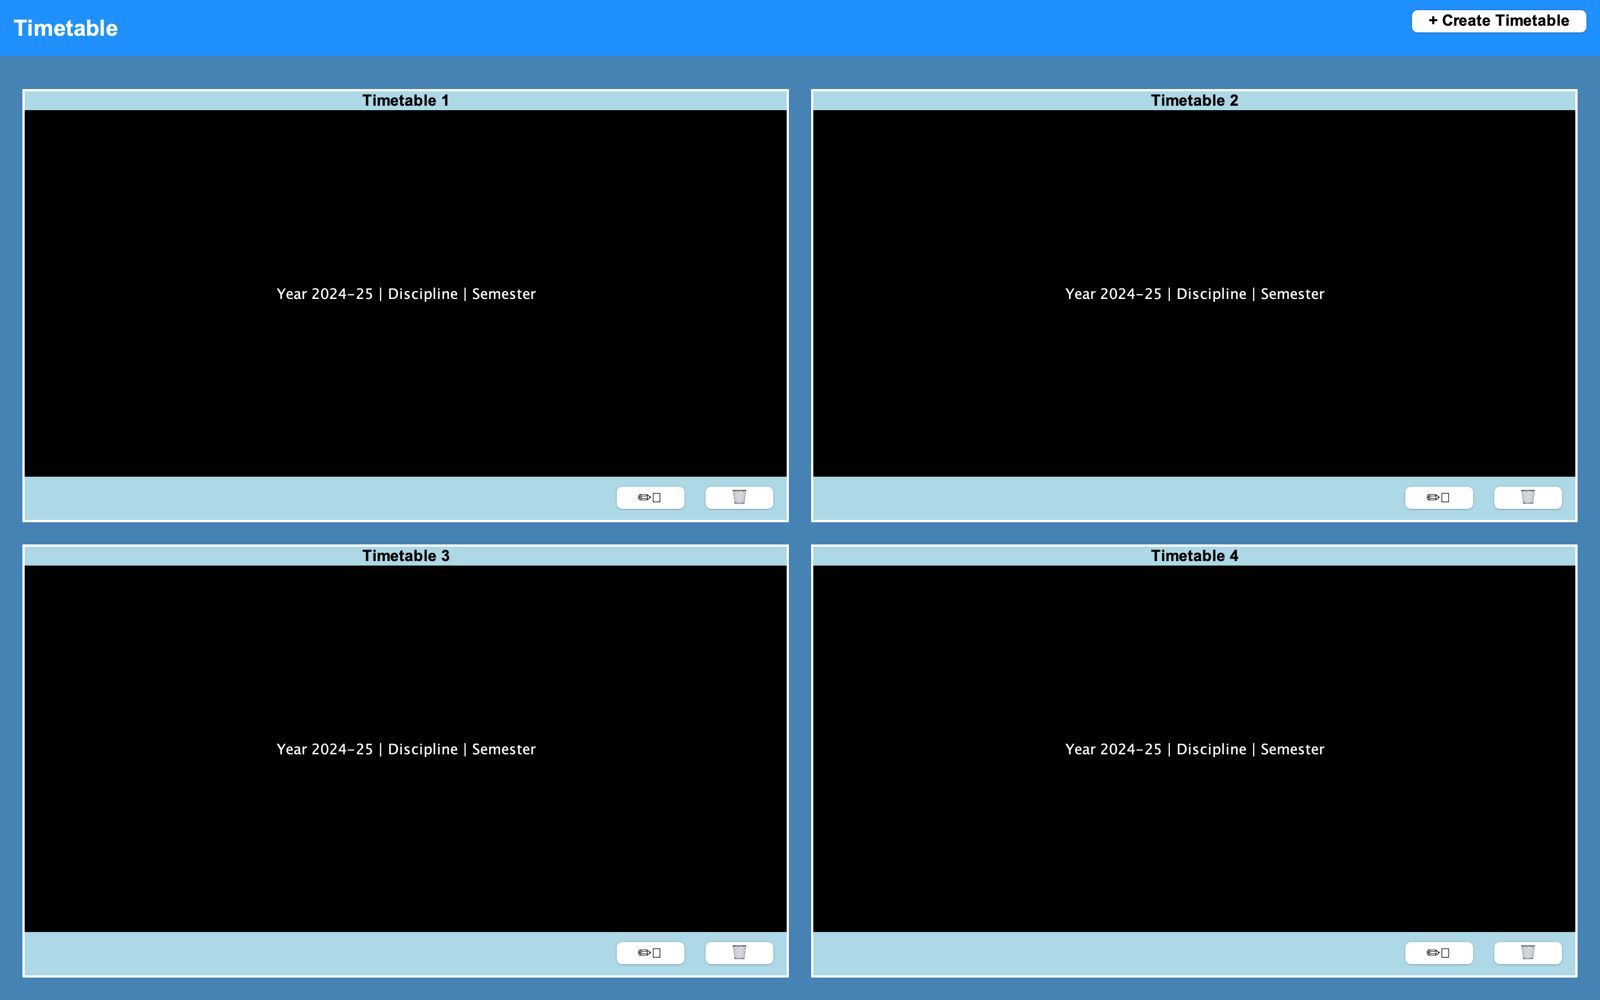 Timetable
+ Create Timetable
Timetable 1
Year 2024-25 | Discipline | Semester
Timetable 2
Year 2024-25 | Discipline | Semester
Timetable 3
Year 2024-25 | Discipline | Semester
Timetable 4
Year 2024-25 | Discipline | Semester